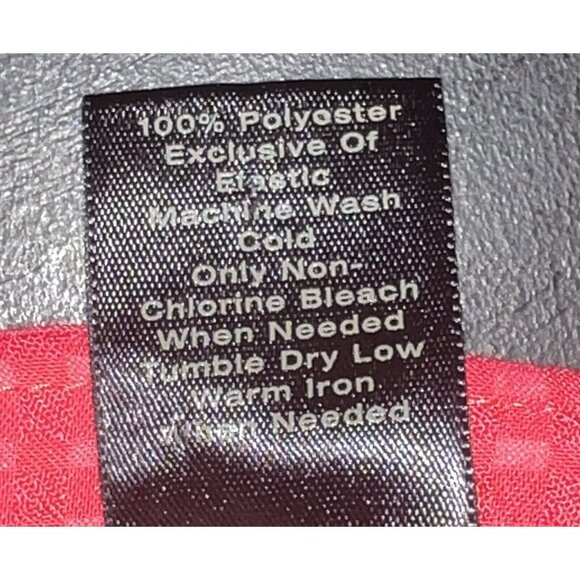 100% Polyester
Exclusive Of
Elastic
Machine Wash
Cold
Only Non-
Chlorine Bleach
When Needed
Tumble Dry Low
Warm Iron
When Needed